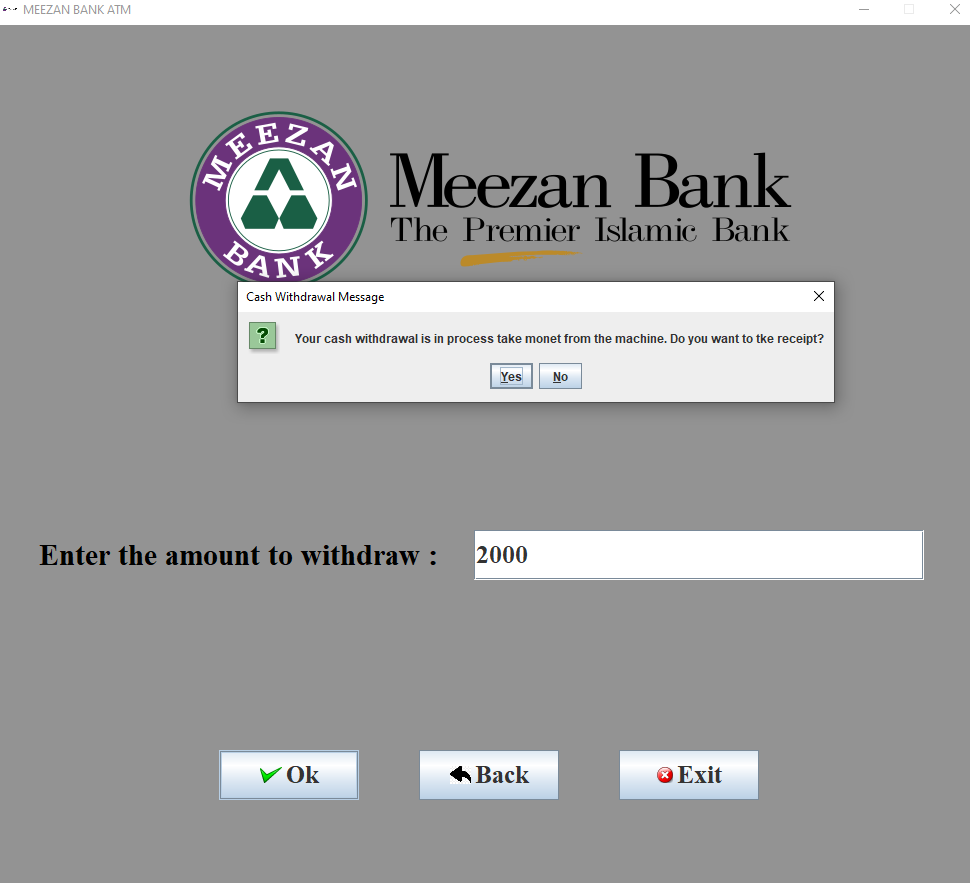 MEEZAN BANK ATM
MEEZAN
BANK
Meezan Bank
The Premier Islamic Bank
Cash Withdrawal Message
Your cash withdrawal is in process take monet from the machine. Do you want to tke receipt?
Yes No
Enter the amount to withdraw : 2000
Ok Back Exit